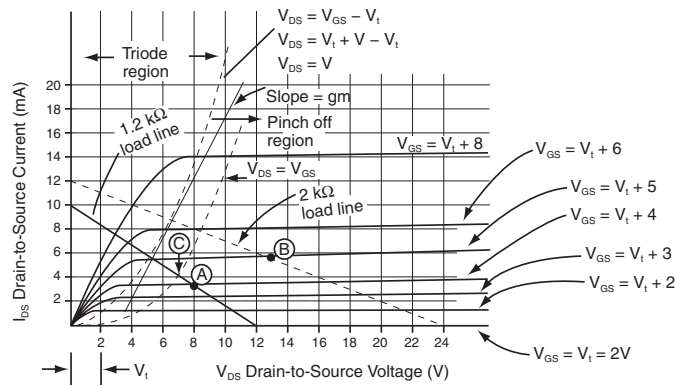 V_DS = V_GS – V_t
V_DS = V_t + V – V_t
V_DS = V
Triode
region
Slope = gm
Pinch off
region
1.2 kΩ
load line
V_GS = V_t + 8
V_DS = V_GS
2 kΩ
load line
V_GS = V_t + 6
V_GS = V_t + 5
V_GS = V_t + 4
V_GS = V_t + 3
V_GS = V_t + 2
V_GS = V_t = 2V
C
B
A
I_DS Drain-to-Source Current (mA)
20
18
16
14
12
10
8
6
4
2
2 4 6 8 10 12 14 16 18 20 22 24
V_t
V_DS Drain-to-Source Voltage (V)